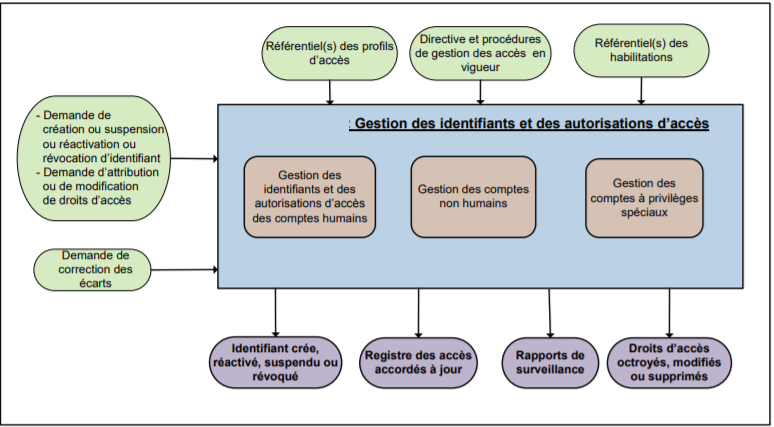 Référentiel(s) des profils
d'accès
Directive et procédures
de gestion des accès en
vigueur
Référentiel(s) des
habilitations
- Demande de
création ou suspension
ou réactivation ou
révocation d'identifiant
- Demande d'attribution
ou de modification
de droits d'accès
Demande de
correction des
écarts
: Gestion des identifiants et des autorisations d'accès
Gestion des
identifiants et des
autorisations d'accès
des comptes humains
Gestion des comptes
non humains
Gestion des
comptes à privilèges
spéciaux
Identifiant crée,
réactivé, suspendu ou
révoqué
Registre des accès
accordés à jour
Rapports de
surveillance
Droits d'accès
octroyés, modifiés
ou supprimés